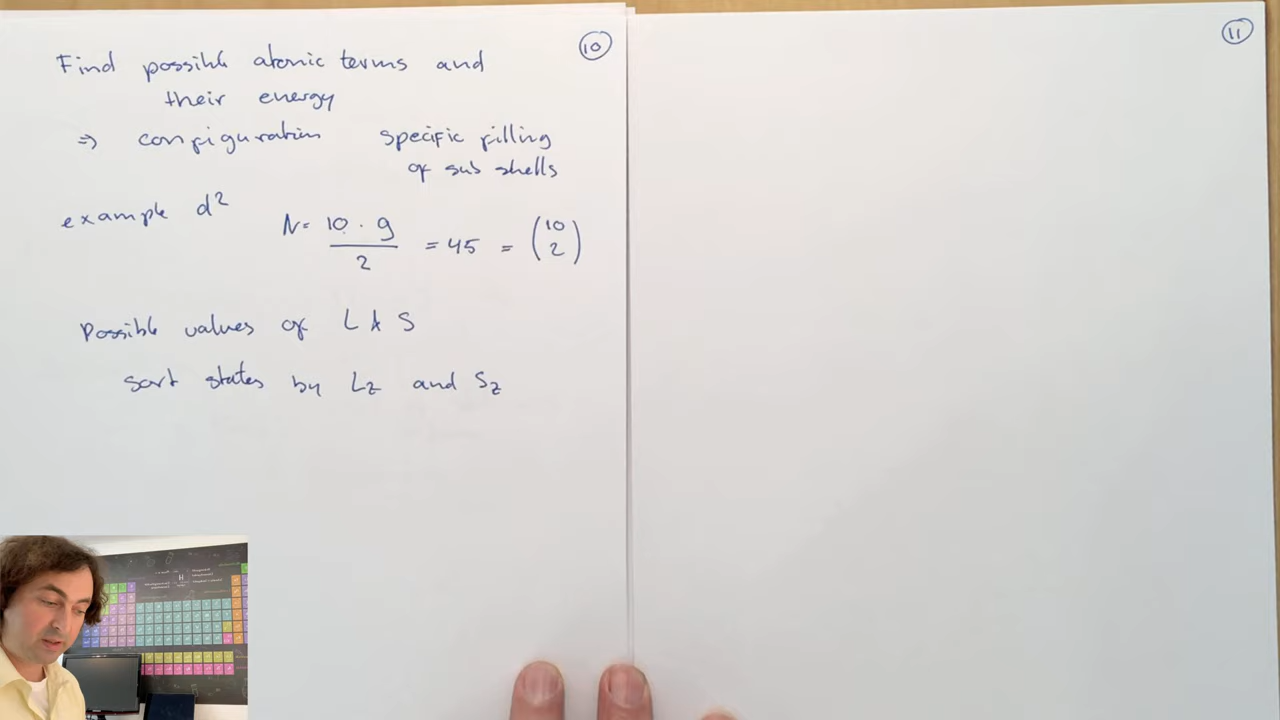 10
Find possible atomic terms and
their energy
⇒ configuration specific filling
of sub shells
example d²
N = 10 · 9 / 2 = 45 = (10 2)
Possible values of L & S
sort states by Lz and Sz
11